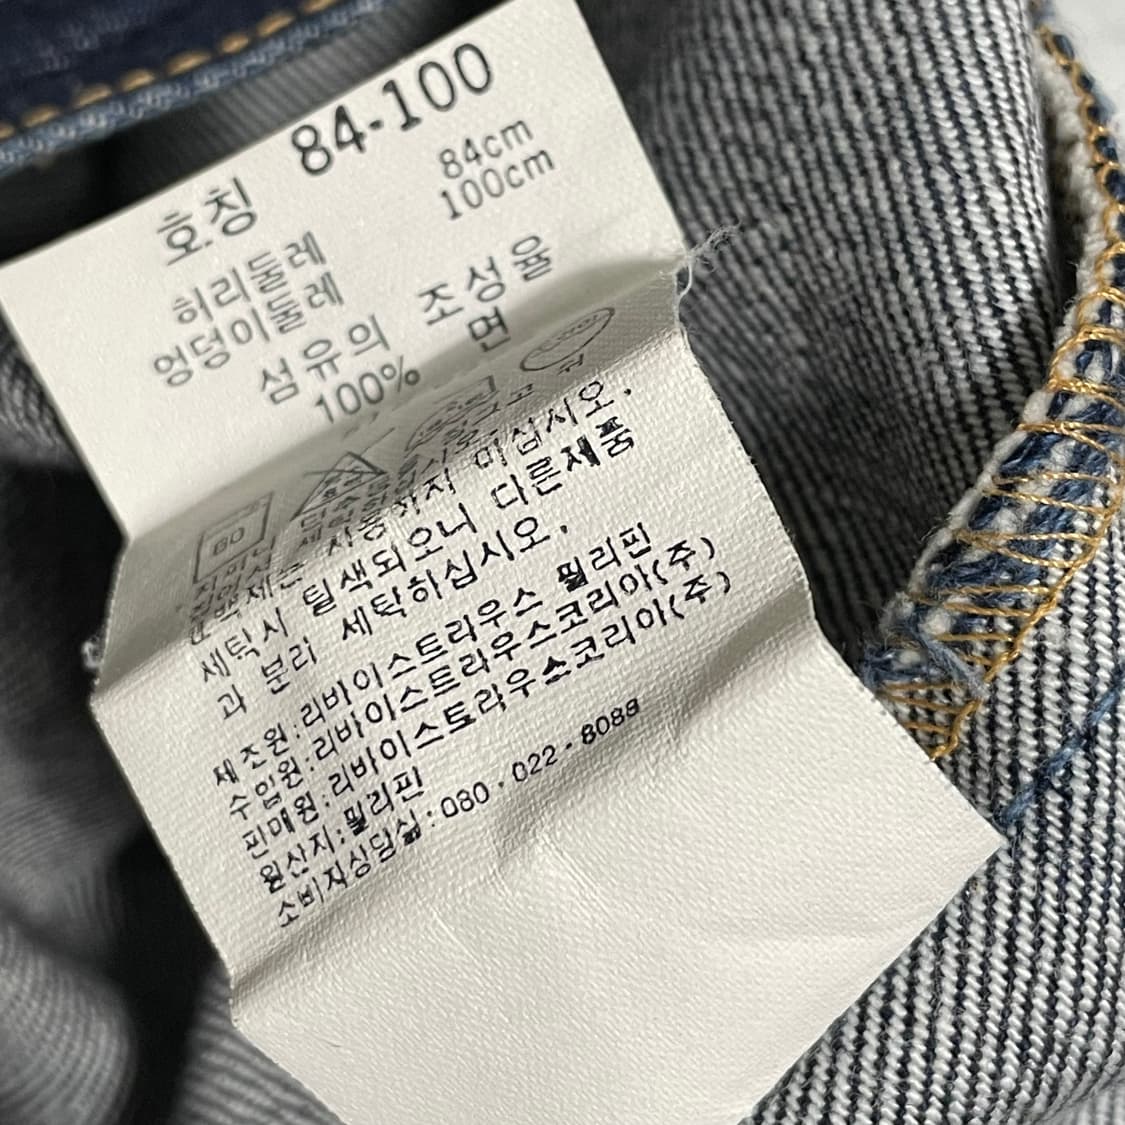 호칭 84-100
허리둘레 84cm
엉덩이둘레 100cm
섬유의 조성율
100% 면
마십시오.
세탁시 탈색되오니 다른제품
과 분리 세탁하십시오.
제조원:리바이스트라우스 필리핀
수입원:리바이스트라우스코리아(주)
판매원:리바이스트라우스코리아(주)
원산지:필리핀
소비자상담실:080.022.8088